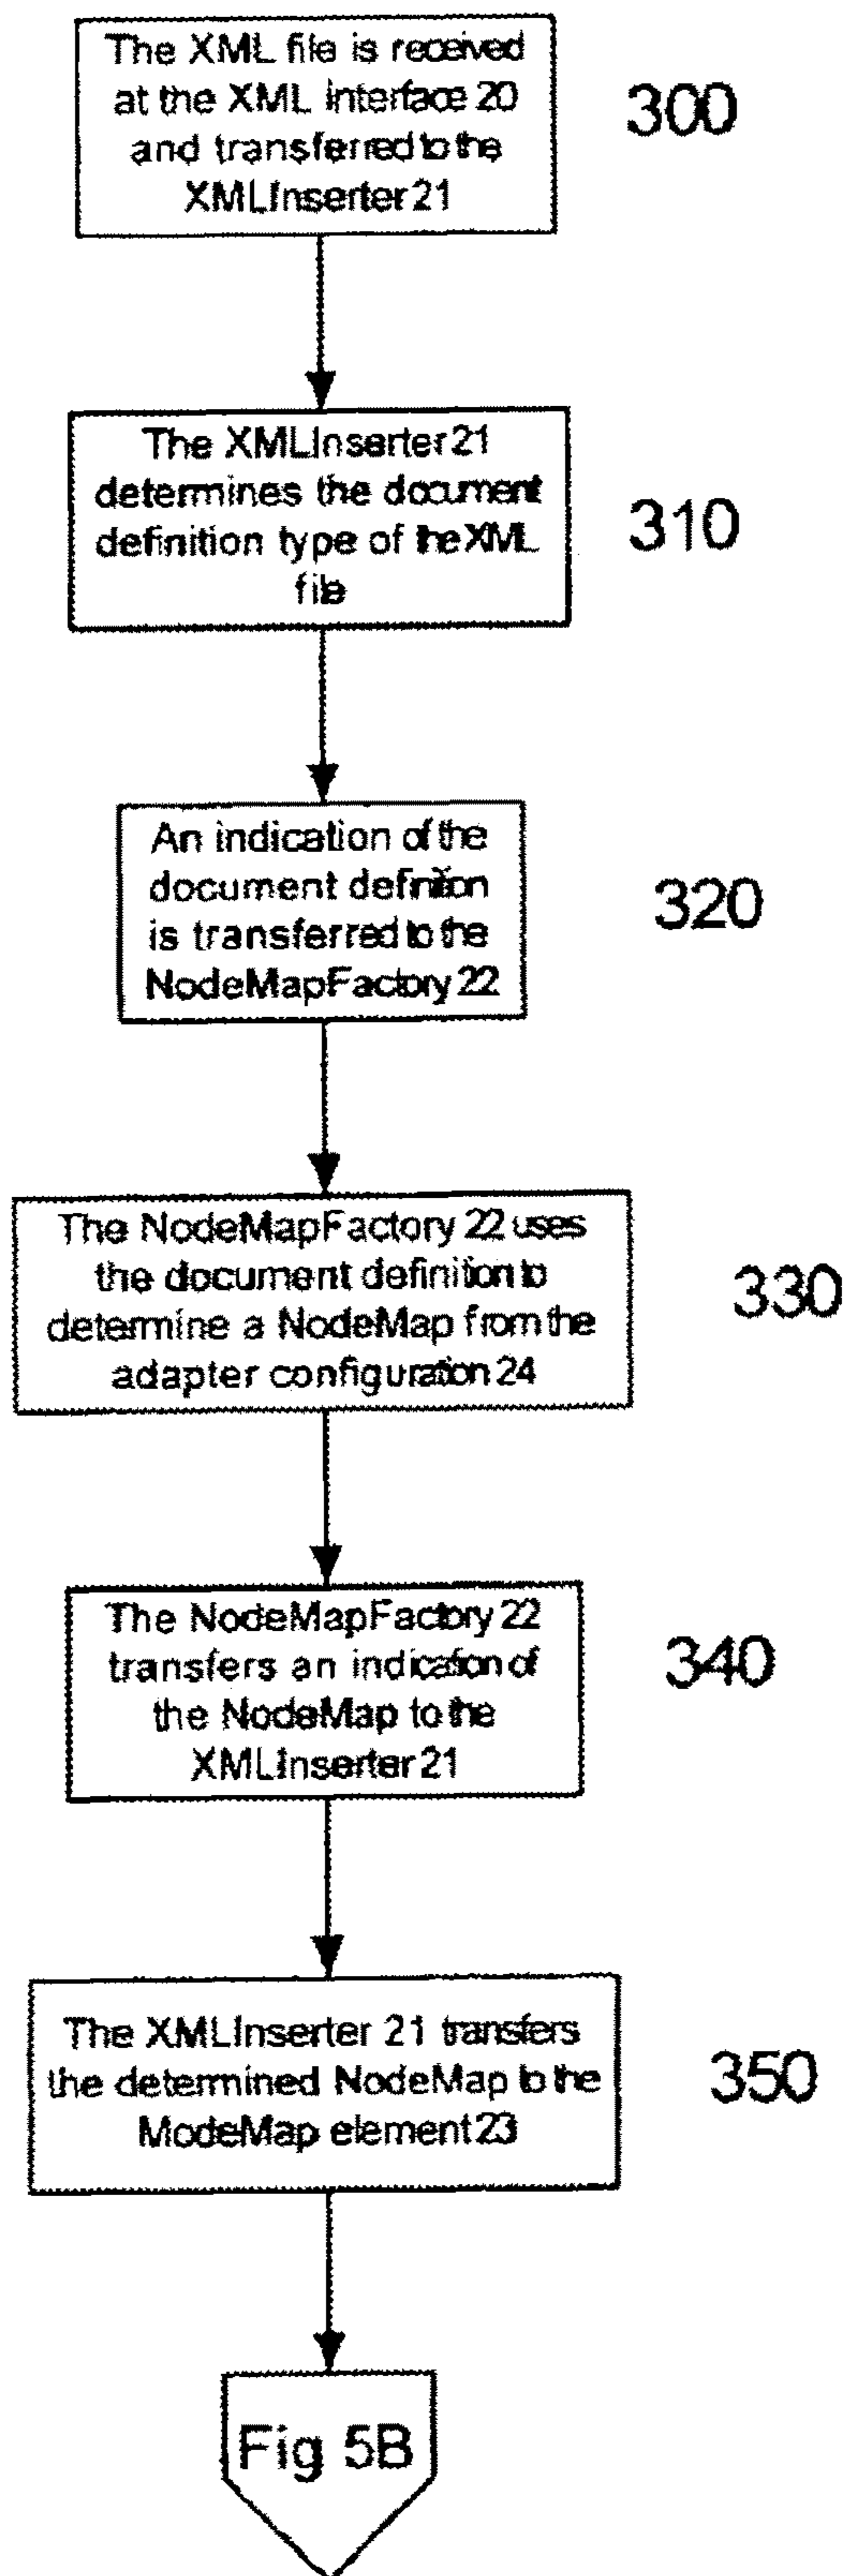 The XML file is received
at the XML interface 20
and transferred to the
XMLInserter 21
300
The XMLInserter 21
determines the document
definition type of the XML
file
310
An indication of the
document definition
is transferred to the
NodeMapFactory 22
320
The NodeMapFactory 22 uses
the document definition to
determine a NodeMap from the
adapter configuration 24
330
The NodeMapFactory 22
transfers an indication of
the NodeMap to the
XMLInserter 21
340
The XMLInserter 21 transfers
the determined NodeMap to the
ModeMap element 23
350
Fig 5B